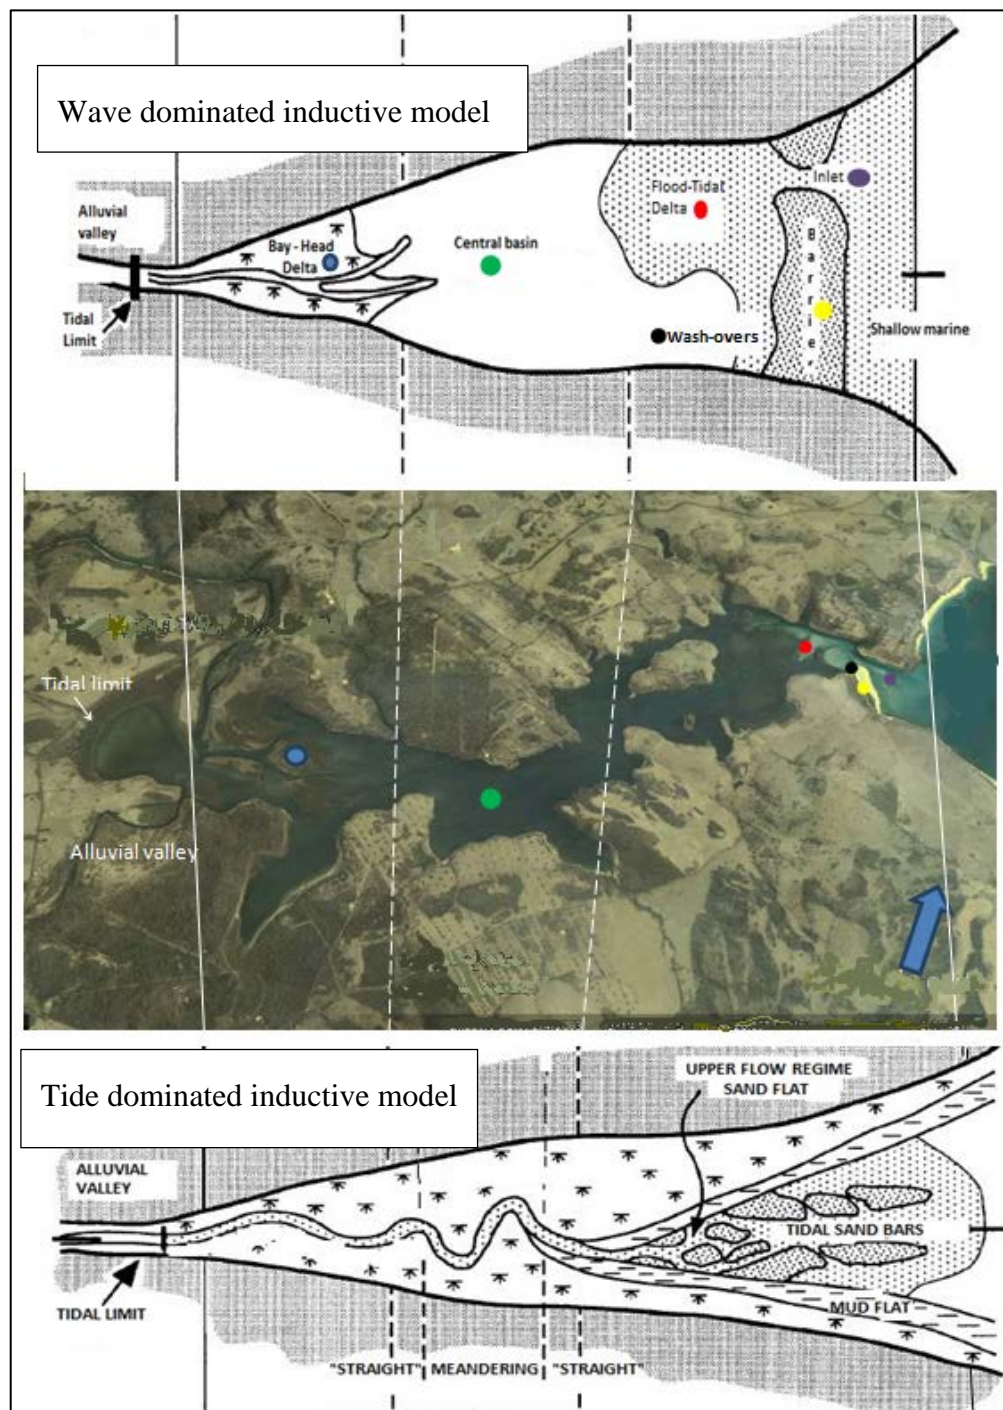 Wave dominated inductive model
Alluvial
valley
Bay - Head
Delta
Tidal
Limit
Central basin
Flood-Tidal
Delta
Inlet
Barrie
Wash-overs
Shallow marine
Tidal limit
Alluvial valley
Tide dominated inductive model
UPPER FLOW REGIME
SAND FLAT
ALLUVIAL
VALLEY
TIDAL SAND BARS
TIDAL LIMIT
MUD FLAT
"STRAIGHT" MEANDERING "STRAIGHT"